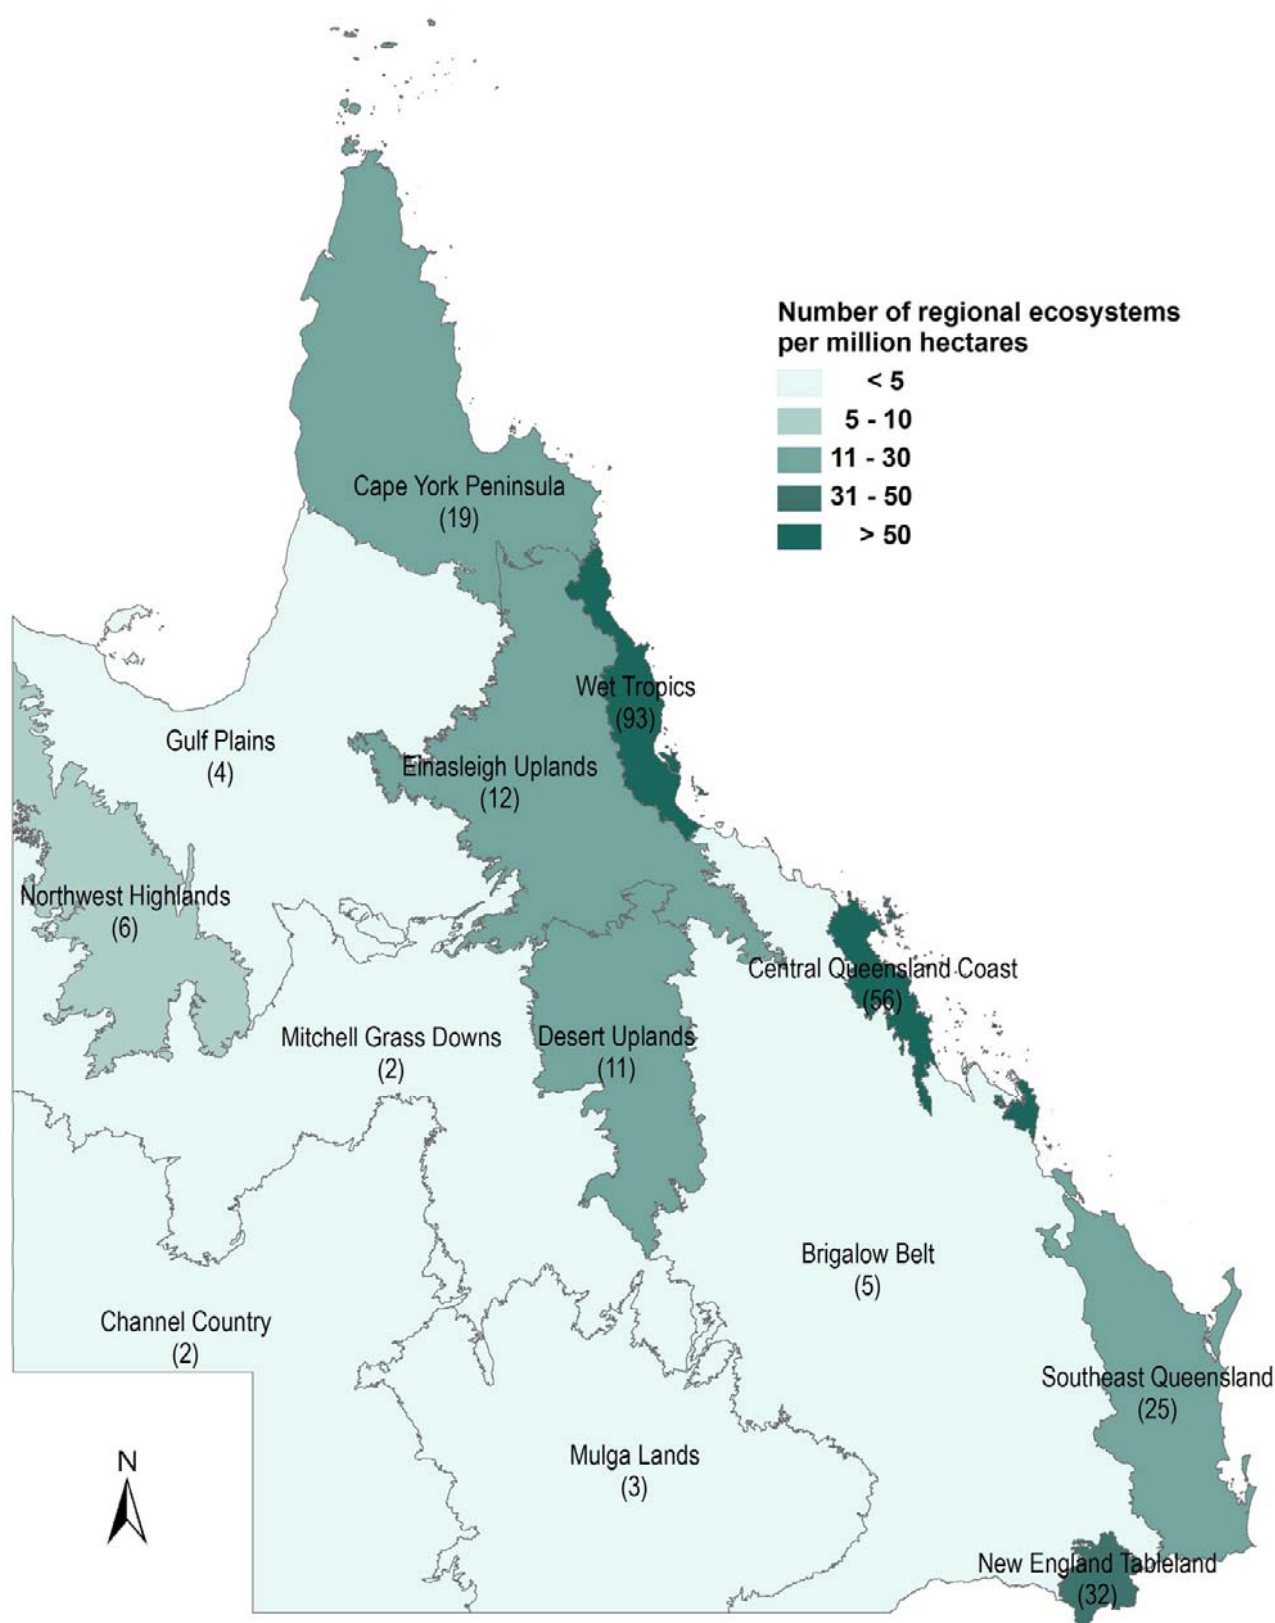 Number of regional ecosystems
per million hectares
< 5
5 - 10
11 - 30
31 - 50
> 50
Cape York Peninsula
(19)
Wet Tropics
(93)
Gulf Plains
(4)
Einasleigh Uplands
(12)
Northwest Highlands
(6)
Central Queensland Coast
(56)
Mitchell Grass Downs
(2)
Desert Uplands
(11)
Brigalow Belt
(5)
Channel Country
(2)
Southeast Queensland
(25)
Mulga Lands
(3)
N
New England Tableland
(32)